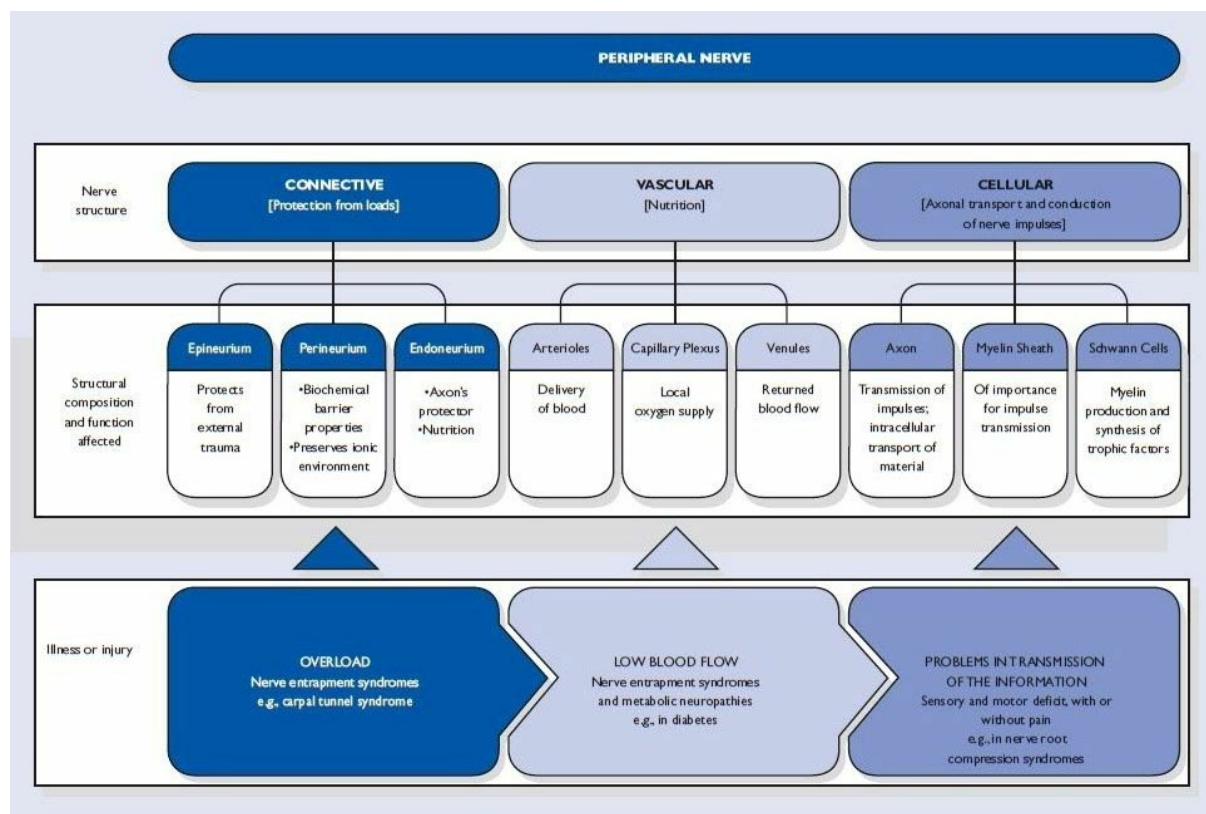 PERIPHERAL NERVE
Nerve
structure
CONNECTIVE
[Protection from loads]
VASCULAR
[Nutrition]
CELLULAR
[Axonal transport and conduction
of nerve impulses]
Structural
composition
and function
affected
Epineurium
Protects
from
external
trauma
Perineurium
•Biochemical
barrier
properties
•Preserves ionic
environment
Endoneurium
•Axon's
protector
•Nutrition
Arterioles
Delivery
of blood
Capillary Plexus
Local
oxygen supply
Venules
Returned
blood flow
Axon
Transmission of
impulses;
intracellular
transport of
material
Myelin Sheath
Of importance
for impulse
transmission
Schwann Cells
Myelin
production and
synthesis of
trophic factors
Illness or injury
OVERLOAD
Nerve entrapment syndromes
e.g., carpal tunnel syndrome
LOW BLOOD FLOW
Nerve entrapment syndromes
and metabolic neuropathies
e.g., in diabetes
PROBLEMS IN TRANSMISSION
OF THE INFORMATION
Sensory and motor deficit, with or
without pain
e.g., in nerve root
compression syndromes